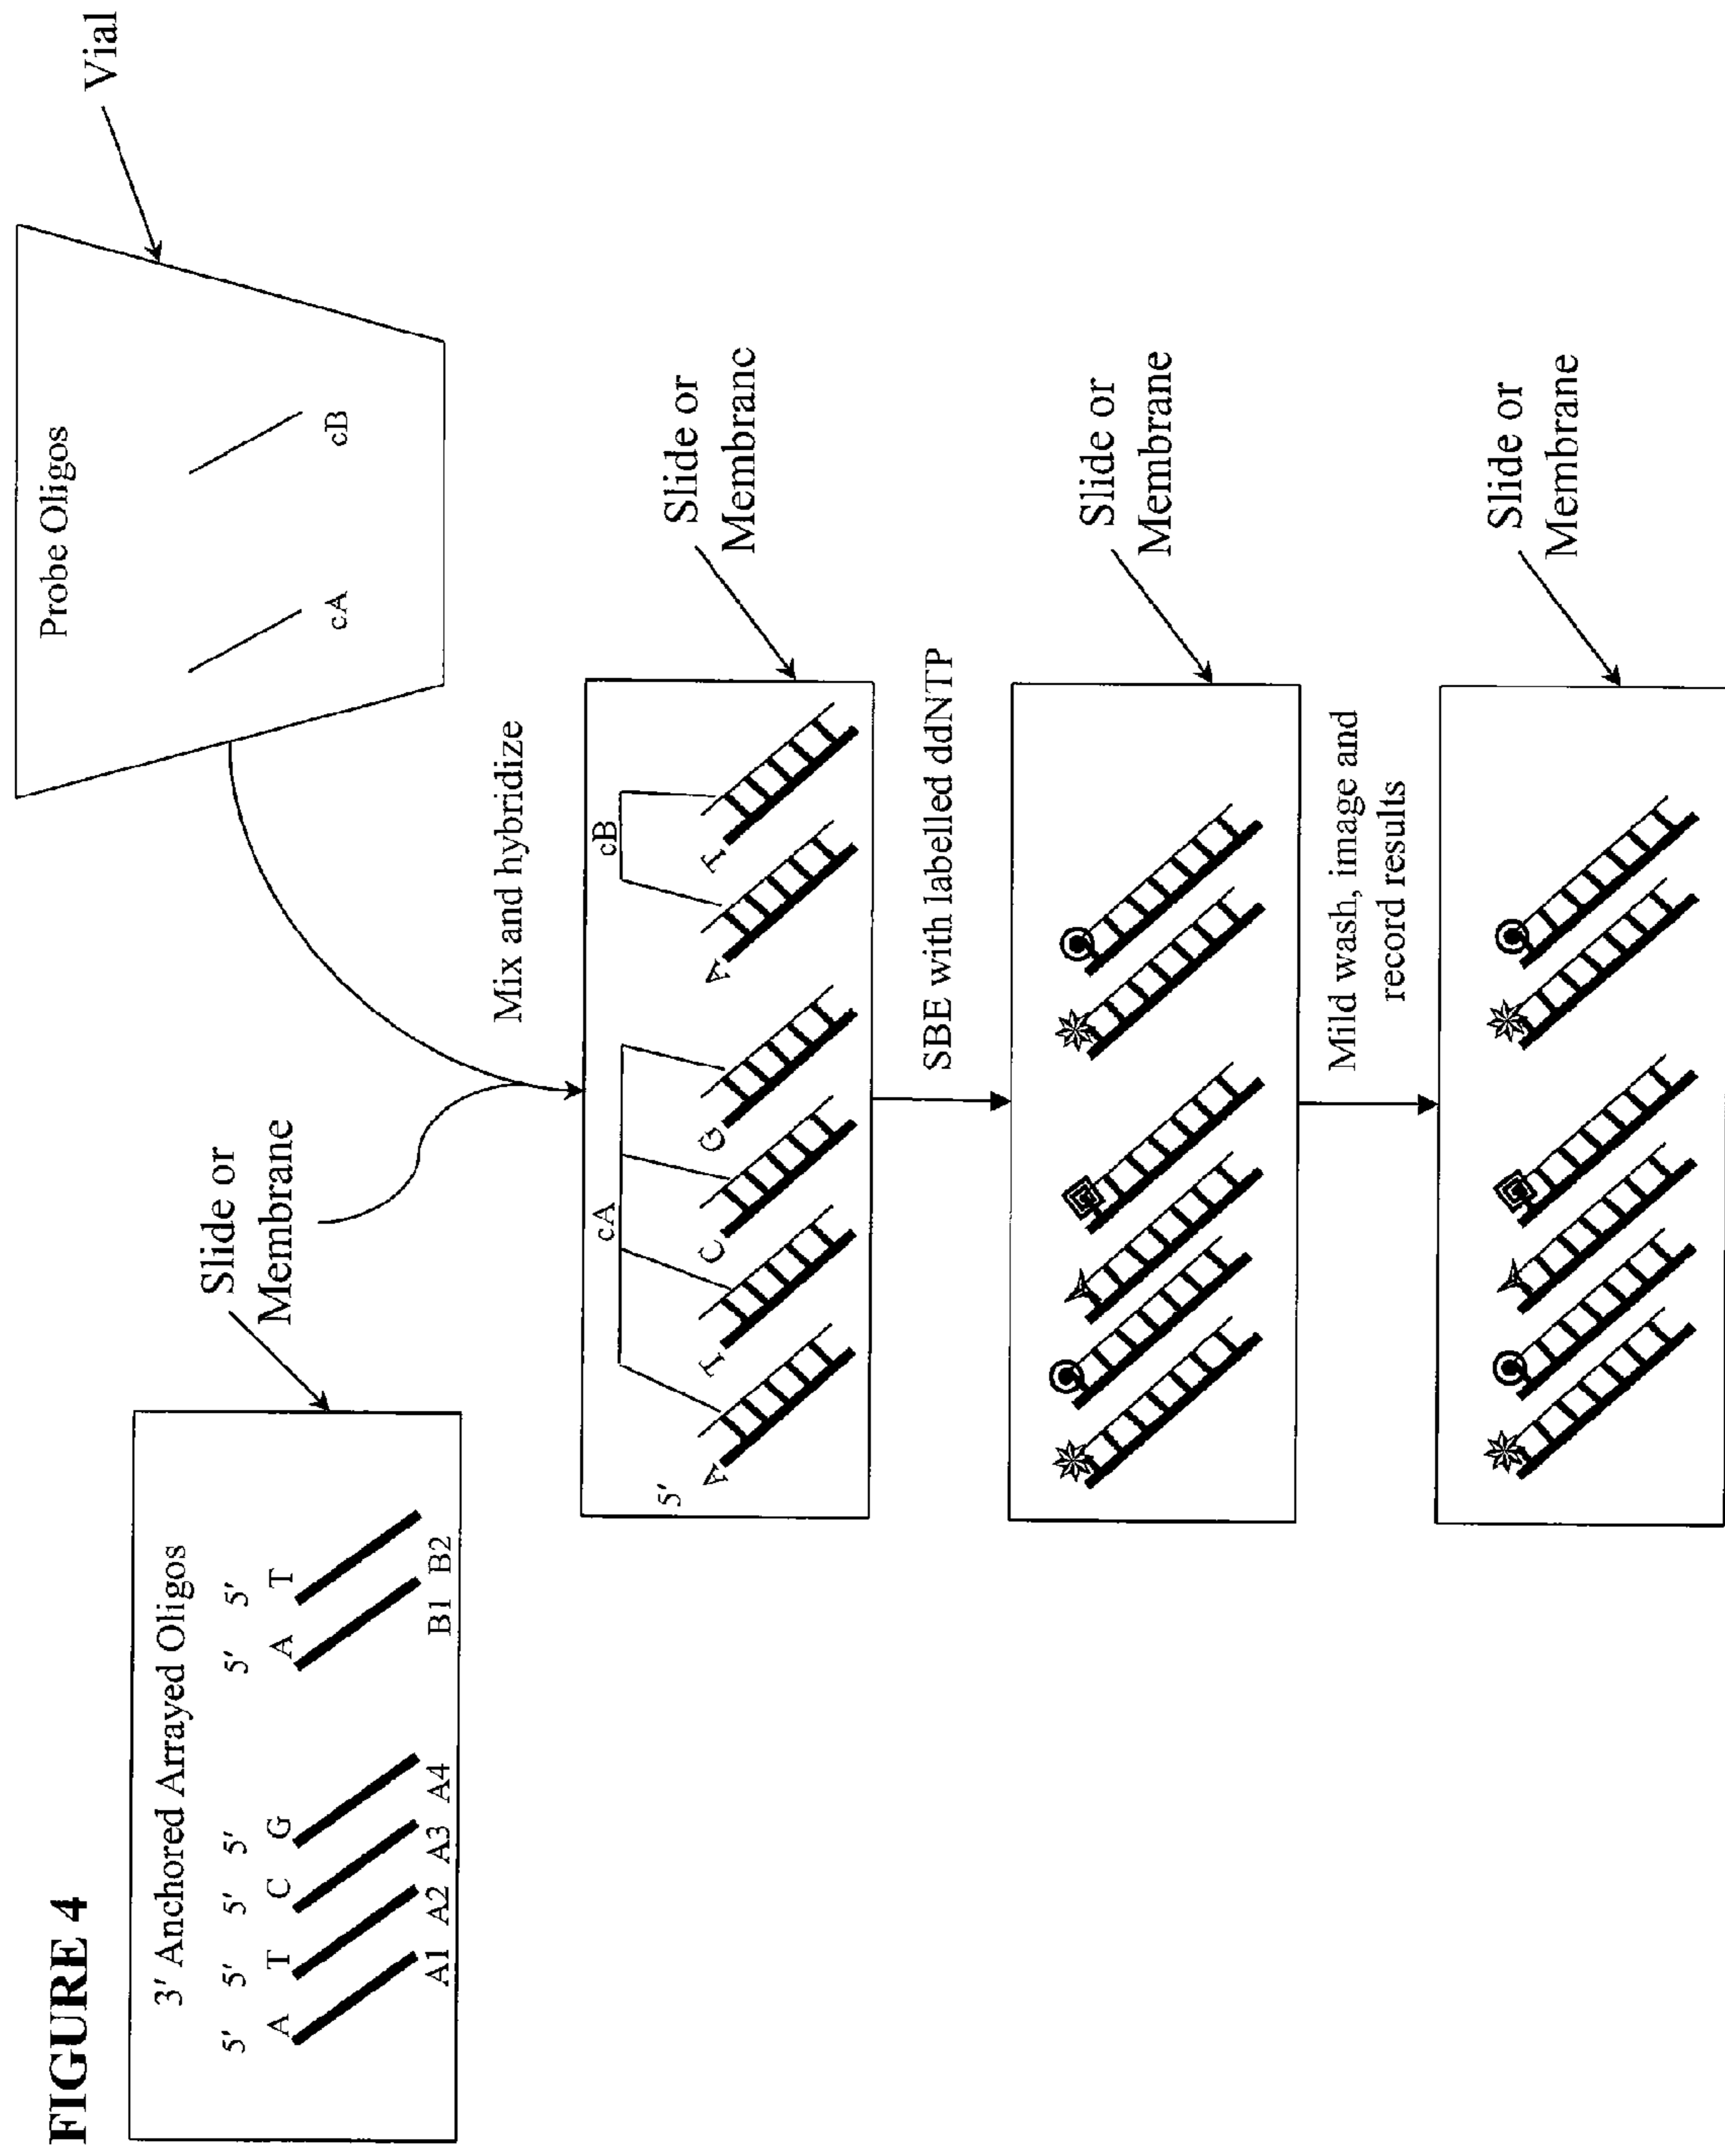 FIGURE 4
3' Anchored Arrayed Oligos
5' 5' 5' 5' 5' 5'
A T C G A T
A1 A2 A3 A4 B1 B2
Slide or
Membrane
Probe Oligos
cA cB
Vial
Mix and hybridize
cA cB
5'
A T C G A T
Slide or
Membrane
SBE with labelled ddNTP
Slide or
Membrane
Mild wash, image and
record results
Slide or
Membrane